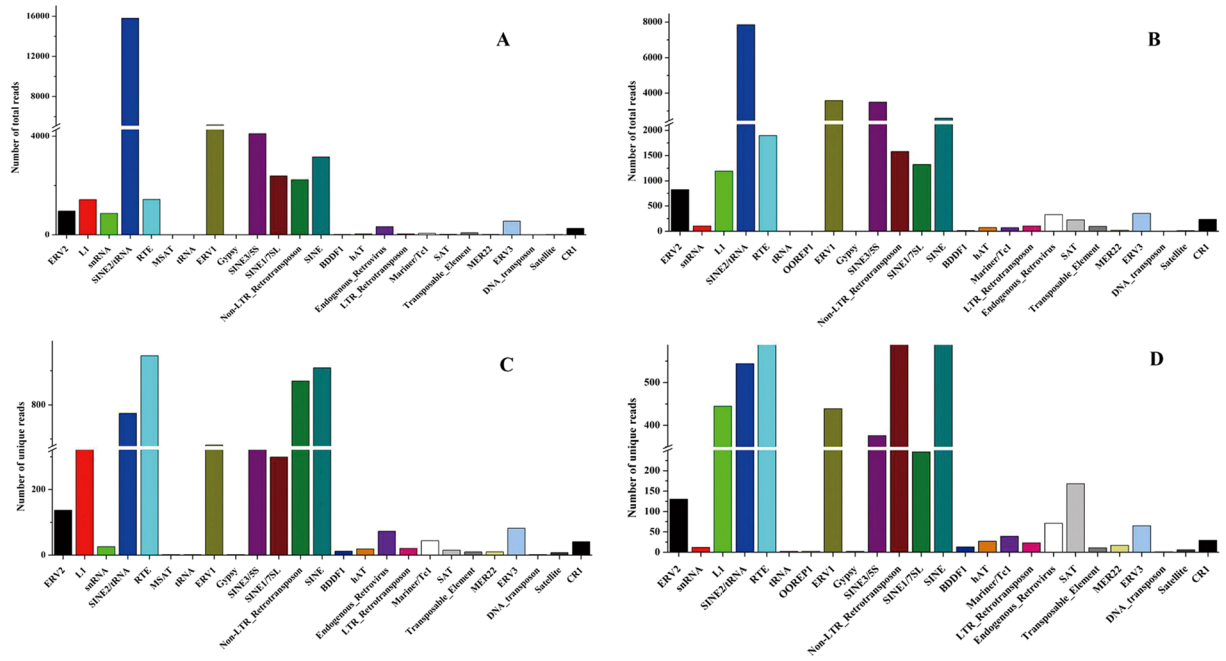 A
Number of total reads
16000
12000
8000
4000
0
ERV2
L1
snRNA
SINE2/tRNA
RTE
MSAT
tRNA
ERV1
Gypsy
SINE3/5S
SINE1/7SL
Non-LTR_Retrotransposon
SINE
BDDF1
hAT
Endogenous_Retrovirus
LTR_Retrotransposon
Mariner/Tc1
SAT
Transposable_Element
MER22
ERV3
DNA_transposon
Satellite
CR1
B
Number of total reads
8000
6000
4000
2000
1500
1000
500
0
ERV2
snRNA
L1
SINE2/tRNA
RTE
tRNA
OOREP1
ERV1
Gypsy
SINE3/5S
Non-LTR_Retrotransposon
SINE1/7SL
SINE
BDDF1
hAT
Mariner/Tc1
LTR_Retrotransposon
Endogenous_Retrovirus
SAT
Transposable_Element
MER22
ERV3
DNA_transposon
Satellite
CR1
C
Number of unique reads
800
200
0
ERV2
L1
snRNA
SINE2/tRNA
RTE
MSAT
tRNA
ERV1
Gypsy
SINE3/5S
SINE1/7SL
Non-LTR_Retrotransposon
SINE
BDDF1
hAT
Endogenous_Retrovirus
LTR_Retrotransposon
Mariner/Tc1
SAT
Transposable_Element
MER22
ERV3
DNA_transposon
Satellite
CR1
D
Number of unique reads
500
400
200
150
100
50
0
ERV2
snRNA
L1
SINE2/tRNA
RTE
tRNA
OOREP1
ERV1
Gypsy
SINE3/5S
Non-LTR_Retrotransposon
SINE1/7SL
SINE
BDDF1
hAT
Mariner/Tc1
LTR_Retrotransposon
Endogenous_Retrovirus
SAT
Transposable_Element
MER22
ERV3
DNA_transposon
Satellite
CR1